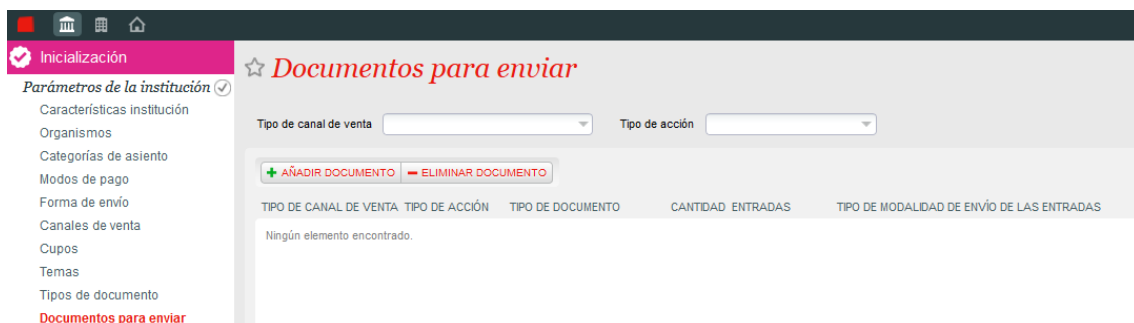 Inicialización
Parámetros de la institución
Características institución
Organismos
Categorías de asiento
Modos de pago
Forma de envío
Canales de venta
Cupos
Temas
Tipos de documento
Documentos para enviar
Documentos para enviar
Tipo de canal de venta Tipo de acción
AÑADIR DOCUMENTO ELIMINAR DOCUMENTO
TIPO DE CANAL DE VENTA TIPO DE ACCIÓN TIPO DE DOCUMENTO CANTIDAD ENTRADAS TIPO DE MODALIDAD DE ENVÌO DE LAS ENTRADAS
Ningún elemento encontrado.